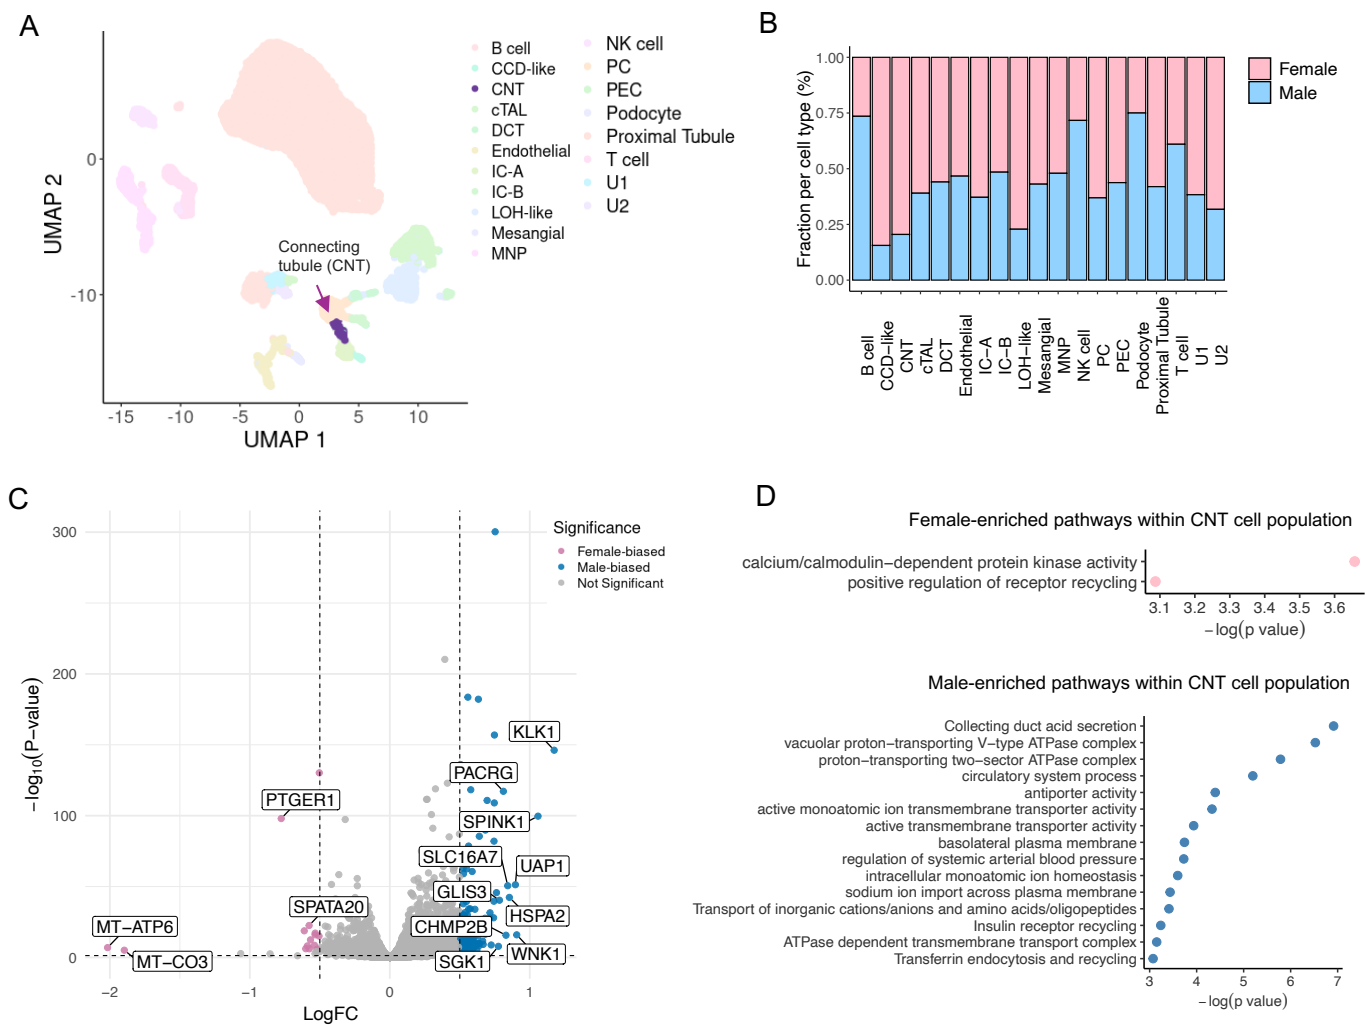 A
0
-10
UMAP 2
-15
-10
-5
0
5
10
UMAP 1
Connecting
tubule (CNT)
B cell
CCD-like
CNT
cTAL
DCT
Endothelial
IC-A
IC-B
LOH-like
Mesangial
MNP
NK cell
PC
PEC
Podocyte
Proximal Tubule
T cell
U1
U2
B
Fraction per cell type (%)
1.00
0.75
0.50
0.25
0.00
B cell
CCD-like
CNT
cTAL
DCT
Endothelial
IC-A
IC-B
LOH-like
Mesangial
MNP
NK cell
PC
PEC
Podocyte
Proximal Tubule
T cell
U1
U2
Female
Male
C
−log10(P−value)
300
200
100
0
−2
−1
0
1
LogFC
Significance
Female-biased
Male-biased
Not Significant
KLK1
PACRG
PTGER1
SPINK1
SLC16A7
UAP1
GLIS3
SPATA20
HSPA2
MT−ATP6
CHMP2B
MT−CO3
SGK1
WNK1
D
Female-enriched pathways within CNT cell population
calcium/calmodulin−dependent protein kinase activity
positive regulation of receptor recycling
3.1
3.2
3.3
3.4
3.5
3.6
−log(p value)
Male-enriched pathways within CNT cell population
Collecting duct acid secretion
vacuolar proton−transporting V−type ATPase complex
proton−transporting two−sector ATPase complex
circulatory system process
antiporter activity
active monoatomic ion transmembrane transporter activity
active transmembrane transporter activity
basolateral plasma membrane
regulation of systemic arterial blood pressure
intracellular monoatomic ion homeostasis
sodium ion import across plasma membrane
Transport of inorganic cations/anions and amino acids/oligopeptides
Insulin receptor recycling
ATPase dependent transmembrane transport complex
Transferrin endocytosis and recycling
3
4
5
6
7
−log(p value)